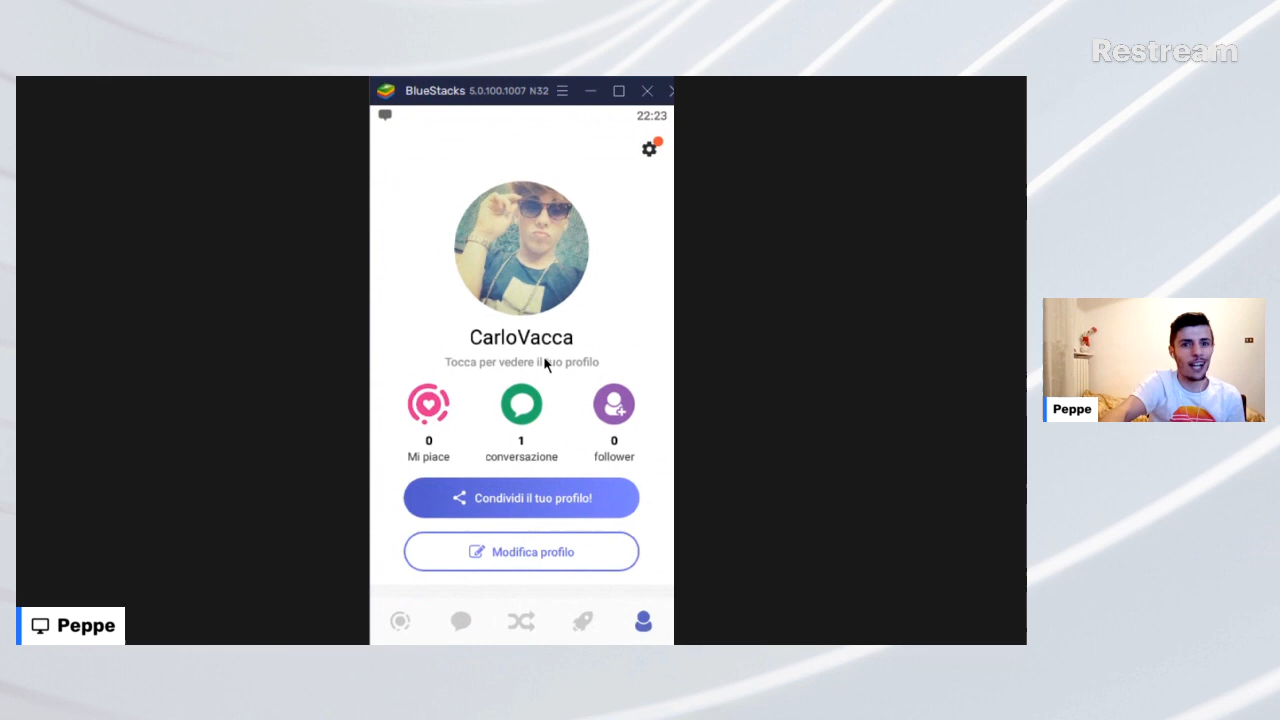 Restream
BlueStacks 5.0.100.1007 N32
22:23
CarloVacca
Tocca per vedere il tuo profilo
0
Mi piace
1
conversazione
0
follower
Condividi il tuo profilo!
Modifica profilo
Peppe
Peppe